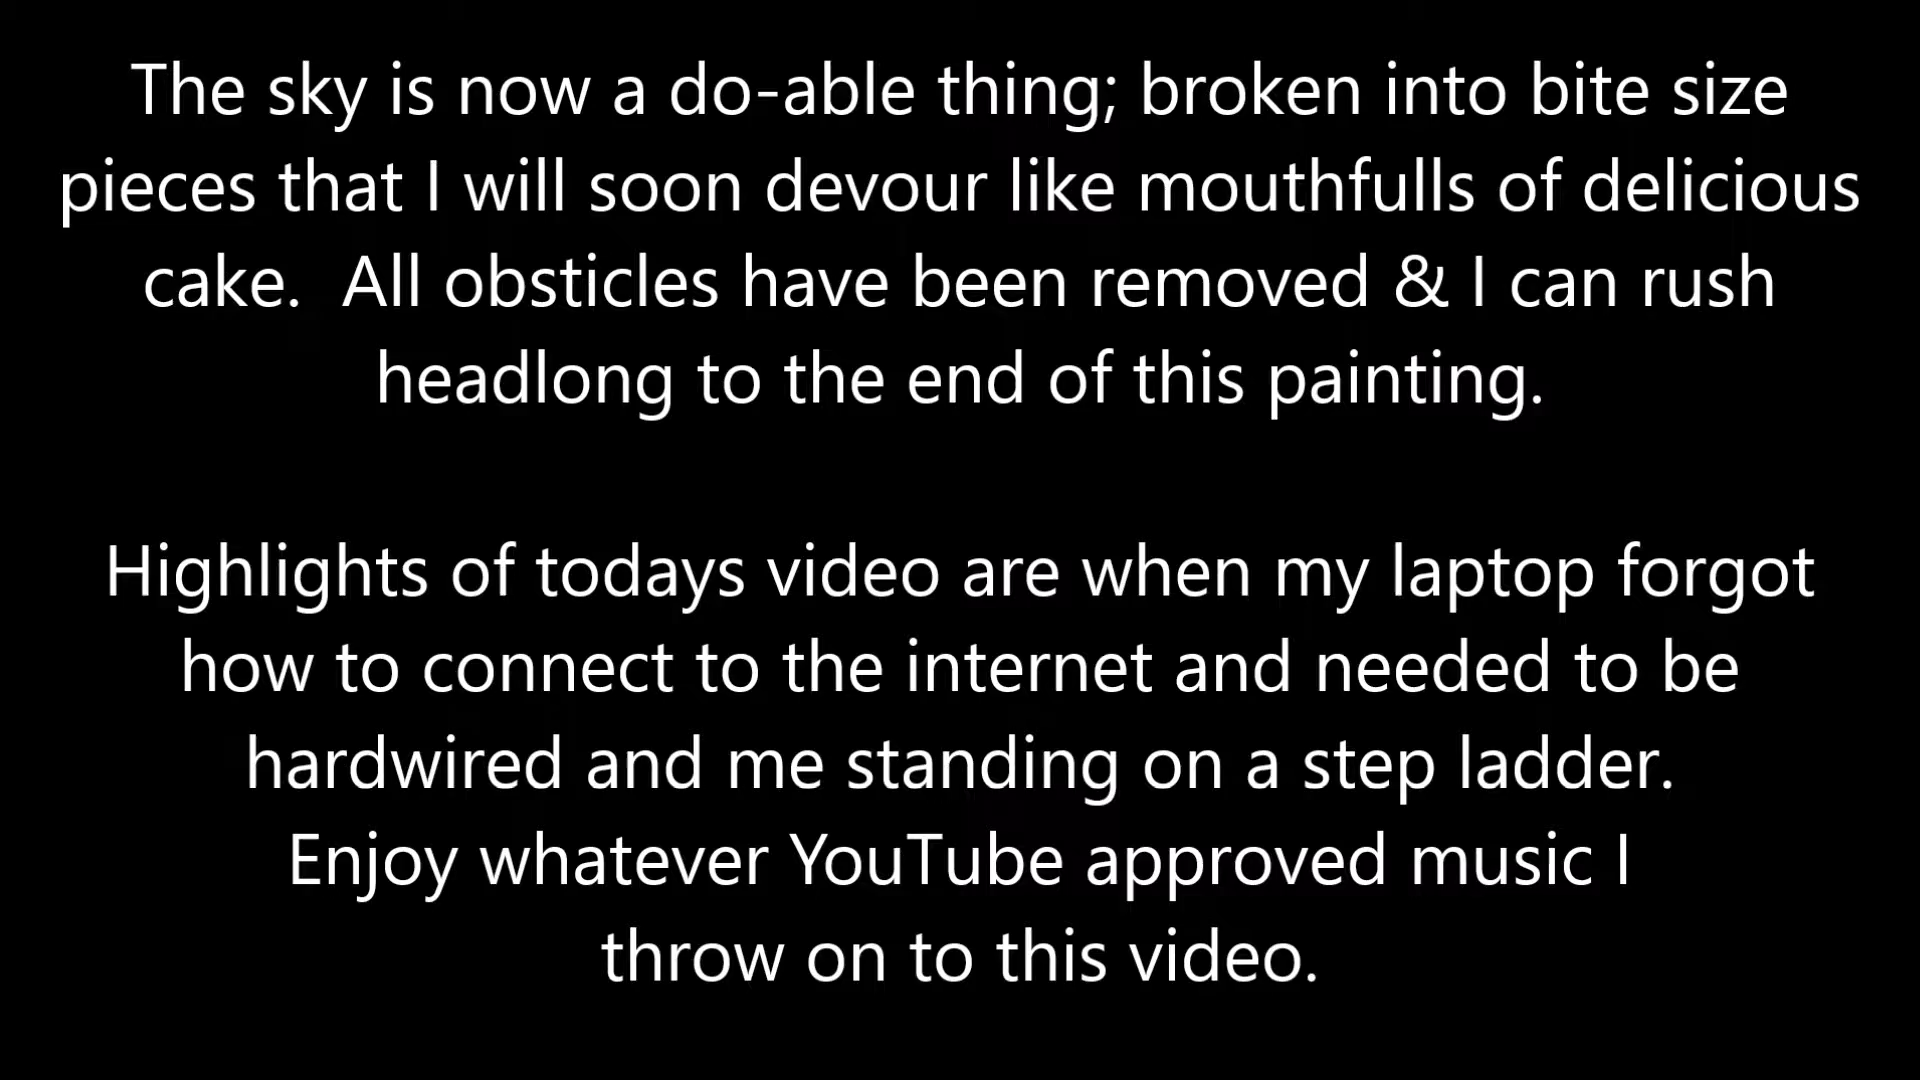 The sky is now a do-able thing; broken into bite size
pieces that I will soon devour like mouthfulls of delicious
cake.  All obsticles have been removed & I can rush
headlong to the end of this painting.
Highlights of todays video are when my laptop forgot
how to connect to the internet and needed to be
hardwired and me standing on a step ladder.
Enjoy whatever YouTube approved music I
throw on to this video.